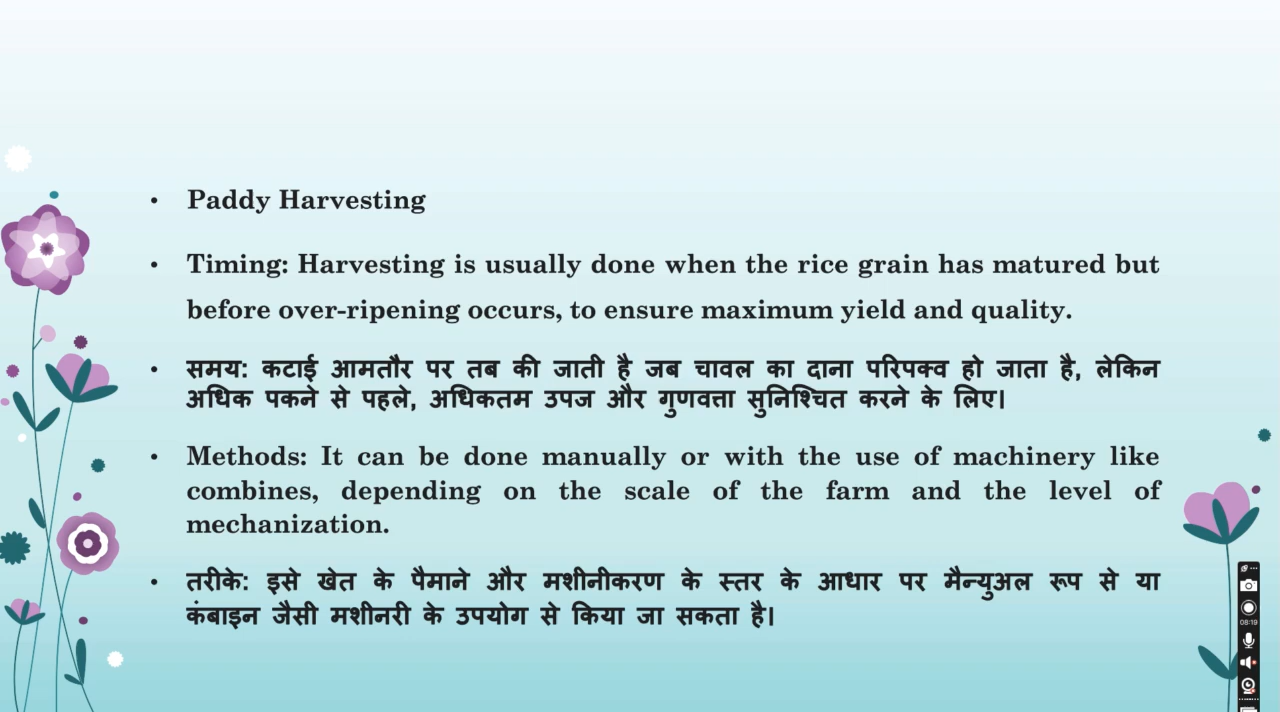 • Paddy Harvesting
• Timing: Harvesting is usually done when the rice grain has matured but
before over-ripening occurs, to ensure maximum yield and quality.
• समय: कटाई आमतौर पर तब की जाती है जब चावल का दाना परिपक्व हो जाता है, लेकिन
अधिक पकने से पहले, अधिकतम उपज और गुणवत्ता सुनिश्चित करने के लिए।
• Methods: It can be done manually or with the use of machinery like
combines, depending on the scale of the farm and the level of
mechanization.
• तरीके: इसे खेत के पैमाने और मशीनीकरण के स्तर के आधार पर मैन्युअल रूप से या
कंबाइन जैसी मशीनरी के उपयोग से किया जा सकता है।
08:19